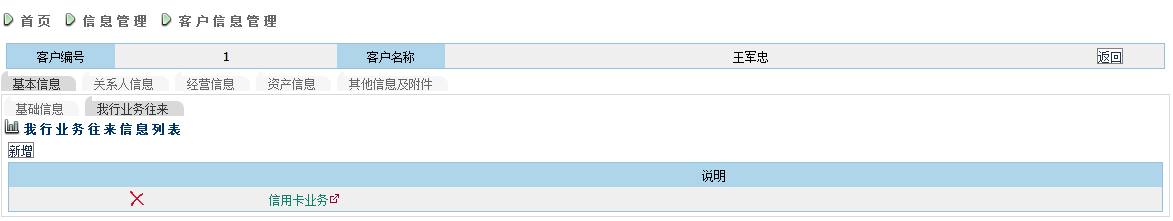 首页 信息管理 客户信息管理
客户编号 1 客户名称 王军忠 返回
基本信息 关系人信息 经营信息 资产信息 其他信息及附件
基础信息 我行业务往来
我行业务往来信息列表
新增
说明
信用卡业务